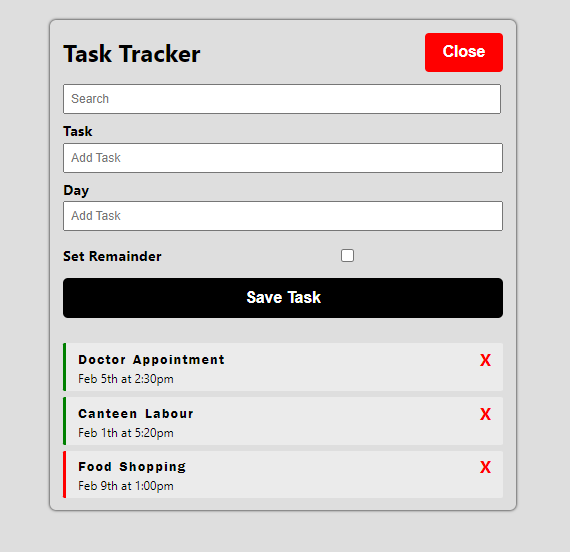 Task Tracker
Close
Search
Task
Add Task
Day
Add Task
Set Remainder
Save Task
Doctor Appointment
X
Feb 5th at 2:30pm
Canteen Labour
X
Feb 1th at 5:20pm
Food Shopping
X
Feb 9th at 1:00pm